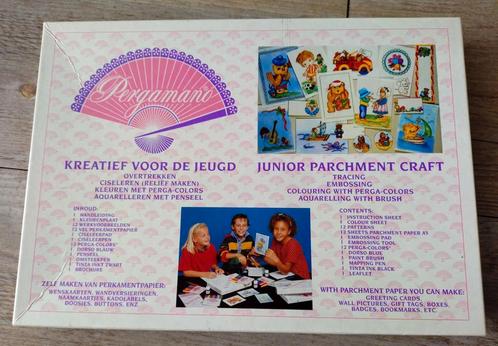 Pergamano
KREATIEF VOOR DE JEUGD
OVERTREKKEN
CISELEREN (RELIËF MAKEN)
KLEUREN MET PERGA-COLORS
AQUARELLEREN MET PENSEEL
INHOUD:
1 HANDLEIDING
1 KLEURENPLAAT
12 WERKVOORBEELDEN
12 VEL PERKAMENTPAPIER
1 CISELEERPAD
1 CISELEERPEN
12 PERGA COLORS
1 DORSO BLAUW
1 PENSEEL
1 OMSTEEKPEN
1 TINTA INKT ZWART
1 BROCHURE
ZELF MAKEN VAN PERKAMENTPAPIER:
WENSKAARTEN, WANDVERSIERINGEN,
NAAMKAARTJES, KADOLABELS,
DOOSJES, BUTTONS, ENZ.
JUNIOR PARCHMENT CRAFT
TRACING
EMBOSSING
COLOURING WITH PERGA-COLORS
AQUARELLING WITH BRUSH
CONTENTS:
1 INSTRUCTION SHEET
1 COLOUR SHEET
12 PATTERNS
12 SHEETS PARCHMENT PAPER A5
1 EMBOSSING PAD
1 EMBOSSING TOOL
12 PERGA-COLORS
1 DORSO BLUE
1 PAINT BRUSH
1 MAPPING PEN
1 TINTA INK BLACK
1 LEAFLET
WITH PARCHMENT PAPER YOU CAN MAKE:
GREETING CARDS
WALL PICTURES, GIFT TAGS, BOXES,
BADGES, BOOKMARKS, ETC.